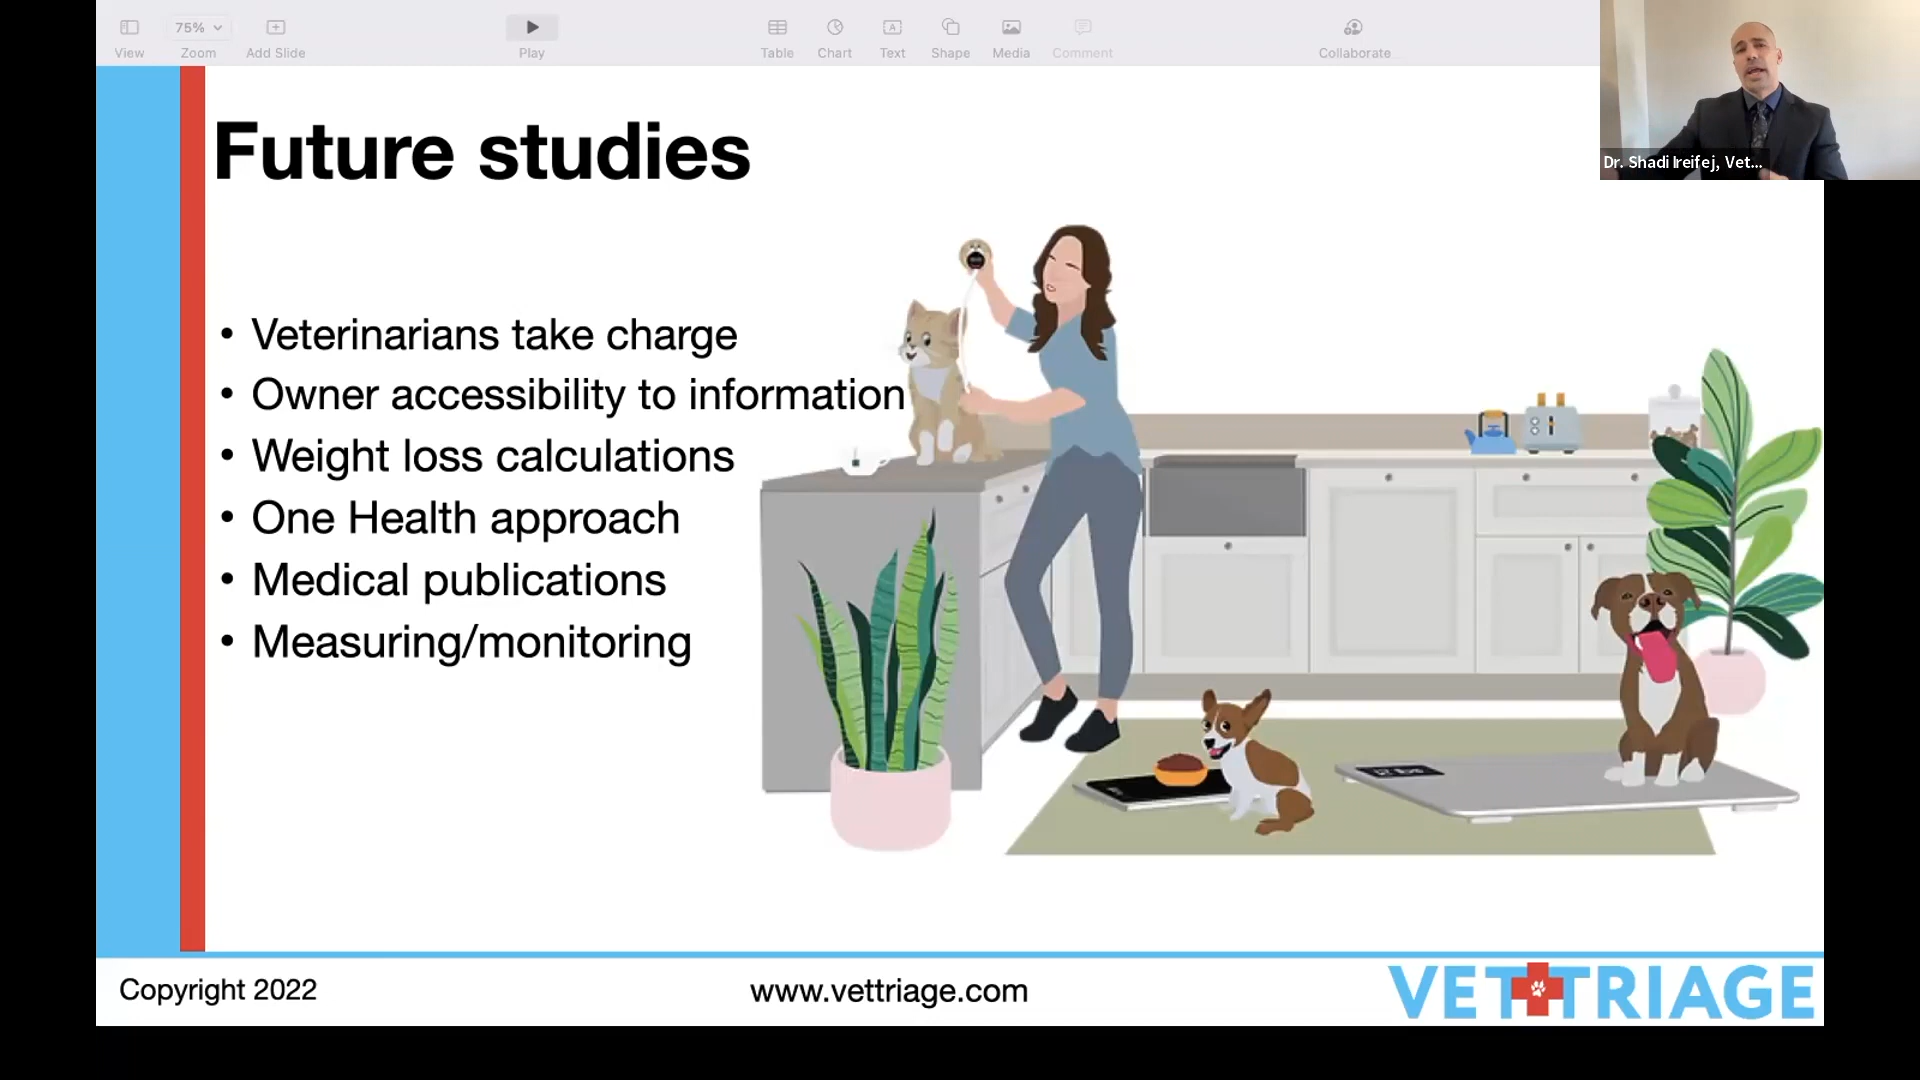 75%
View
Zoom
Add Slide
Play
Table
Chart
Text
Shape
Media
Comment
Collaborate
Dr. Shadi Ireifej, Vet...
Future studies
• Veterinarians take charge
• Owner accessibility to information
• Weight loss calculations
• One Health approach
• Medical publications
• Measuring/monitoring
Copyright 2022
www.vettriage.com
VET TRIAGE